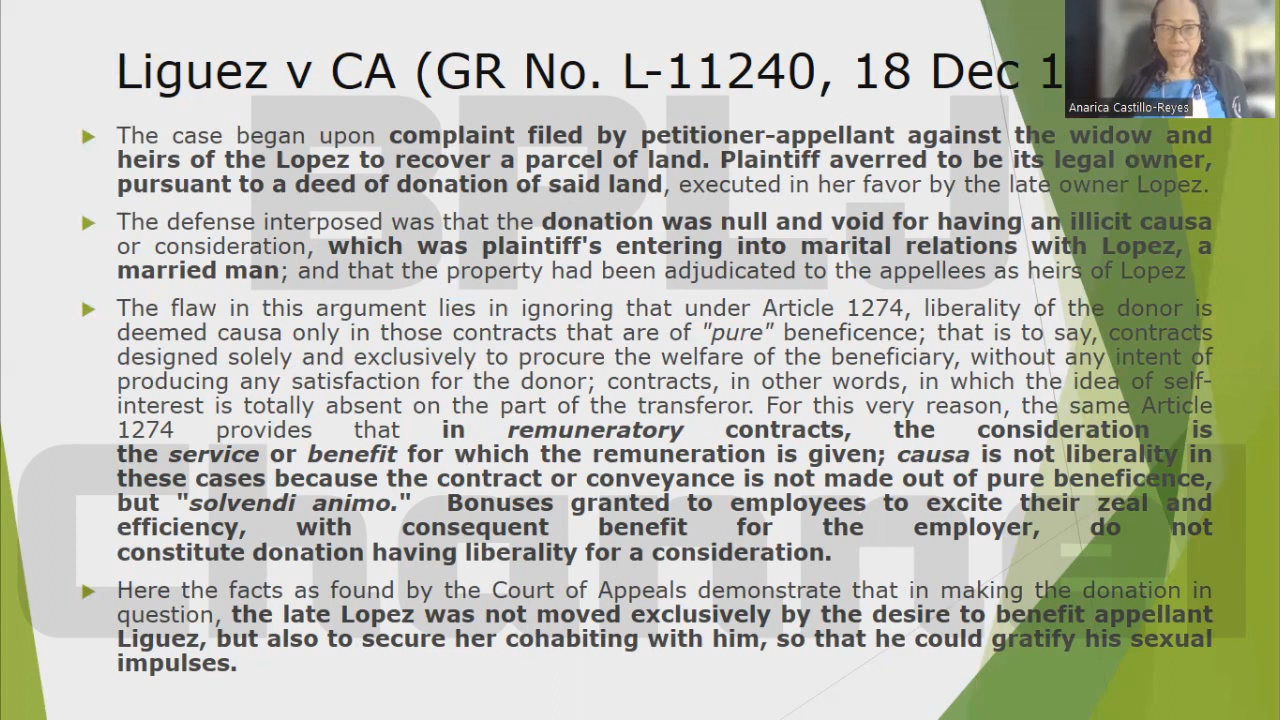 Liguez v CA (GR No. L-11240, 18 Dec 1
Anarica Castillo-Reyes
The case began upon complaint filed by petitioner-appellant against the widow and
heirs of the Lopez to recover a parcel of land. Plaintiff averred to be its legal owner,
pursuant to a deed of donation of said land, executed in her favor by the late owner Lopez.
The defense interposed was that the donation was null and void for having an illicit causa
or consideration, which was plaintiff's entering into marital relations with Lopez, a
married man; and that the property had been adjudicated to the appellees as heirs of Lopez
The flaw in this argument lies in ignoring that under Article 1274, liberality of the donor is
deemed causa only in those contracts that are of "pure" beneficence; that is to say, contracts
designed solely and exclusively to procure the welfare of the beneficiary, without any intent of
producing any satisfaction for the donor; contracts, in other words, in which the idea of self-
interest is totally absent on the part of the transferor. For this very reason, the same Article
1274 provides that in remuneratory contracts, the consideration is
the service or benefit for which the remuneration is given; causa is not liberality in
these cases because the contract or conveyance is not made out of pure beneficence,
but "solvendi animo." Bonuses granted to employees to excite their zeal and
efficiency, with consequent benefit for the employer, do not
constitute donation having liberality for a consideration.
Here the facts as found by the Court of Appeals demonstrate that in making the donation in
question, the late Lopez was not moved exclusively by the desire to benefit appellant
Liguez, but also to secure her cohabiting with him, so that he could gratify his sexual
impulses.
BPLJ
Channel